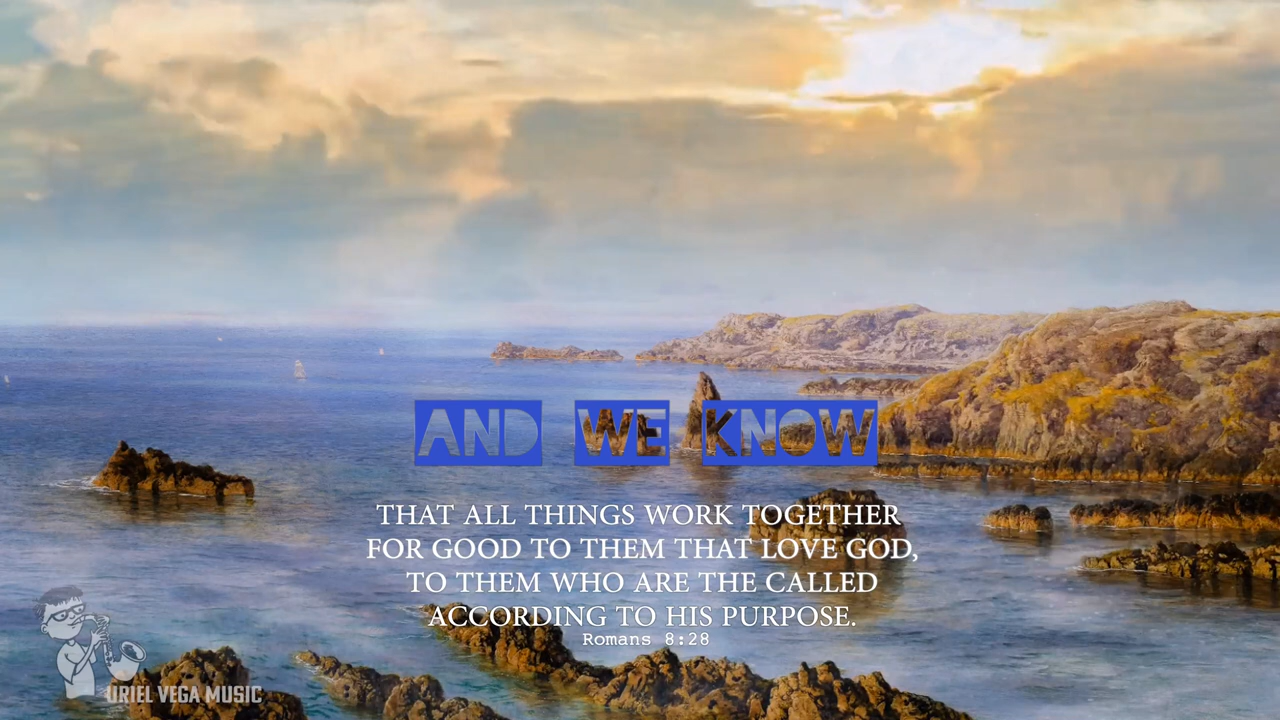 AND WE KNOW
THAT ALL THINGS WORK TOGETHER
FOR GOOD TO THEM THAT LOVE GOD,
TO THEM WHO ARE THE CALLED
ACCORDING TO HIS PURPOSE.
Romans 8:28
URIEL VEGA MUSIC